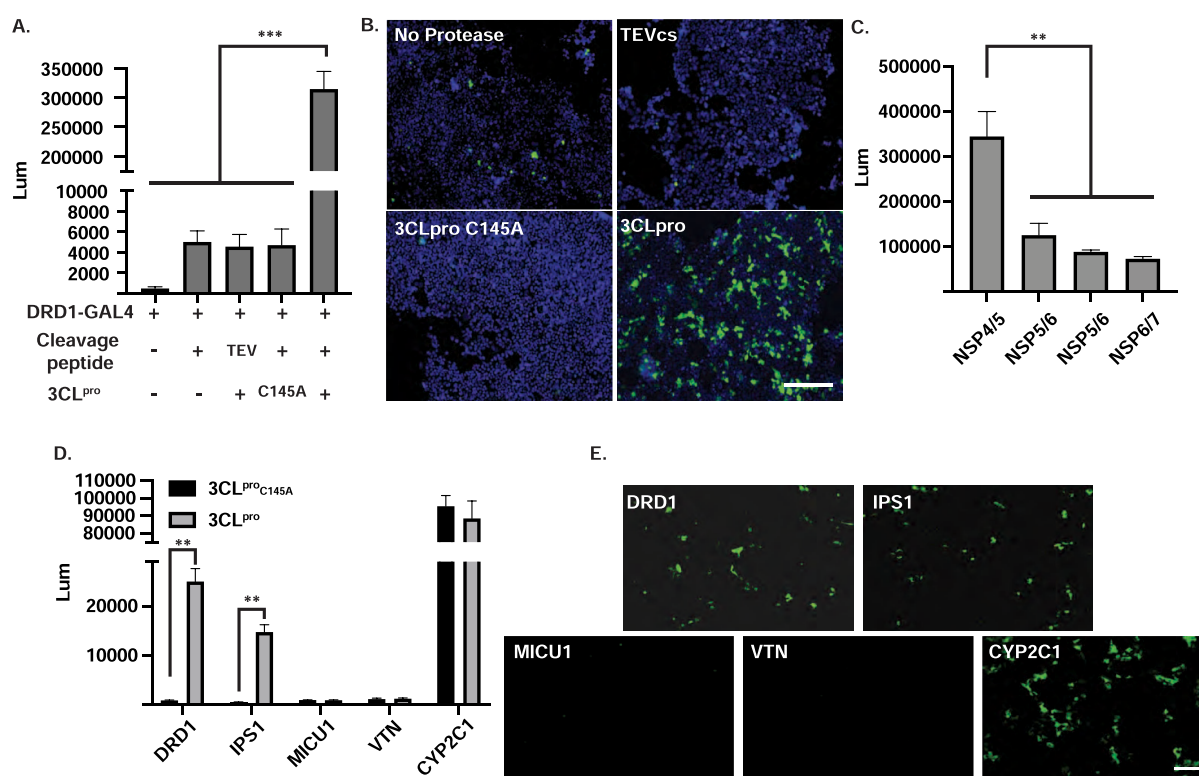 A.
***
350000
300000
250000
200000
10000
8000
6000
4000
2000
Lum
DRD1-GAL4 + + + + +
Cleavage peptide - + TEV + +
3CLpro - - + C145A +
B.
No Protease
TEVcs
3CLpro C145A
3CLpro
C.
**
500000
400000
300000
200000
100000
Lum
NSP4/5 NSP5/6 NSP5/6 NSP6/7
D.
110000
100000
90000
80000
20000
10000
Lum
3CLproC145A
3CLpro
** **
DRD1 IPS1 MICU1 VTN CYP2C1
E.
DRD1
IPS1
MICU1
VTN
CYP2C1